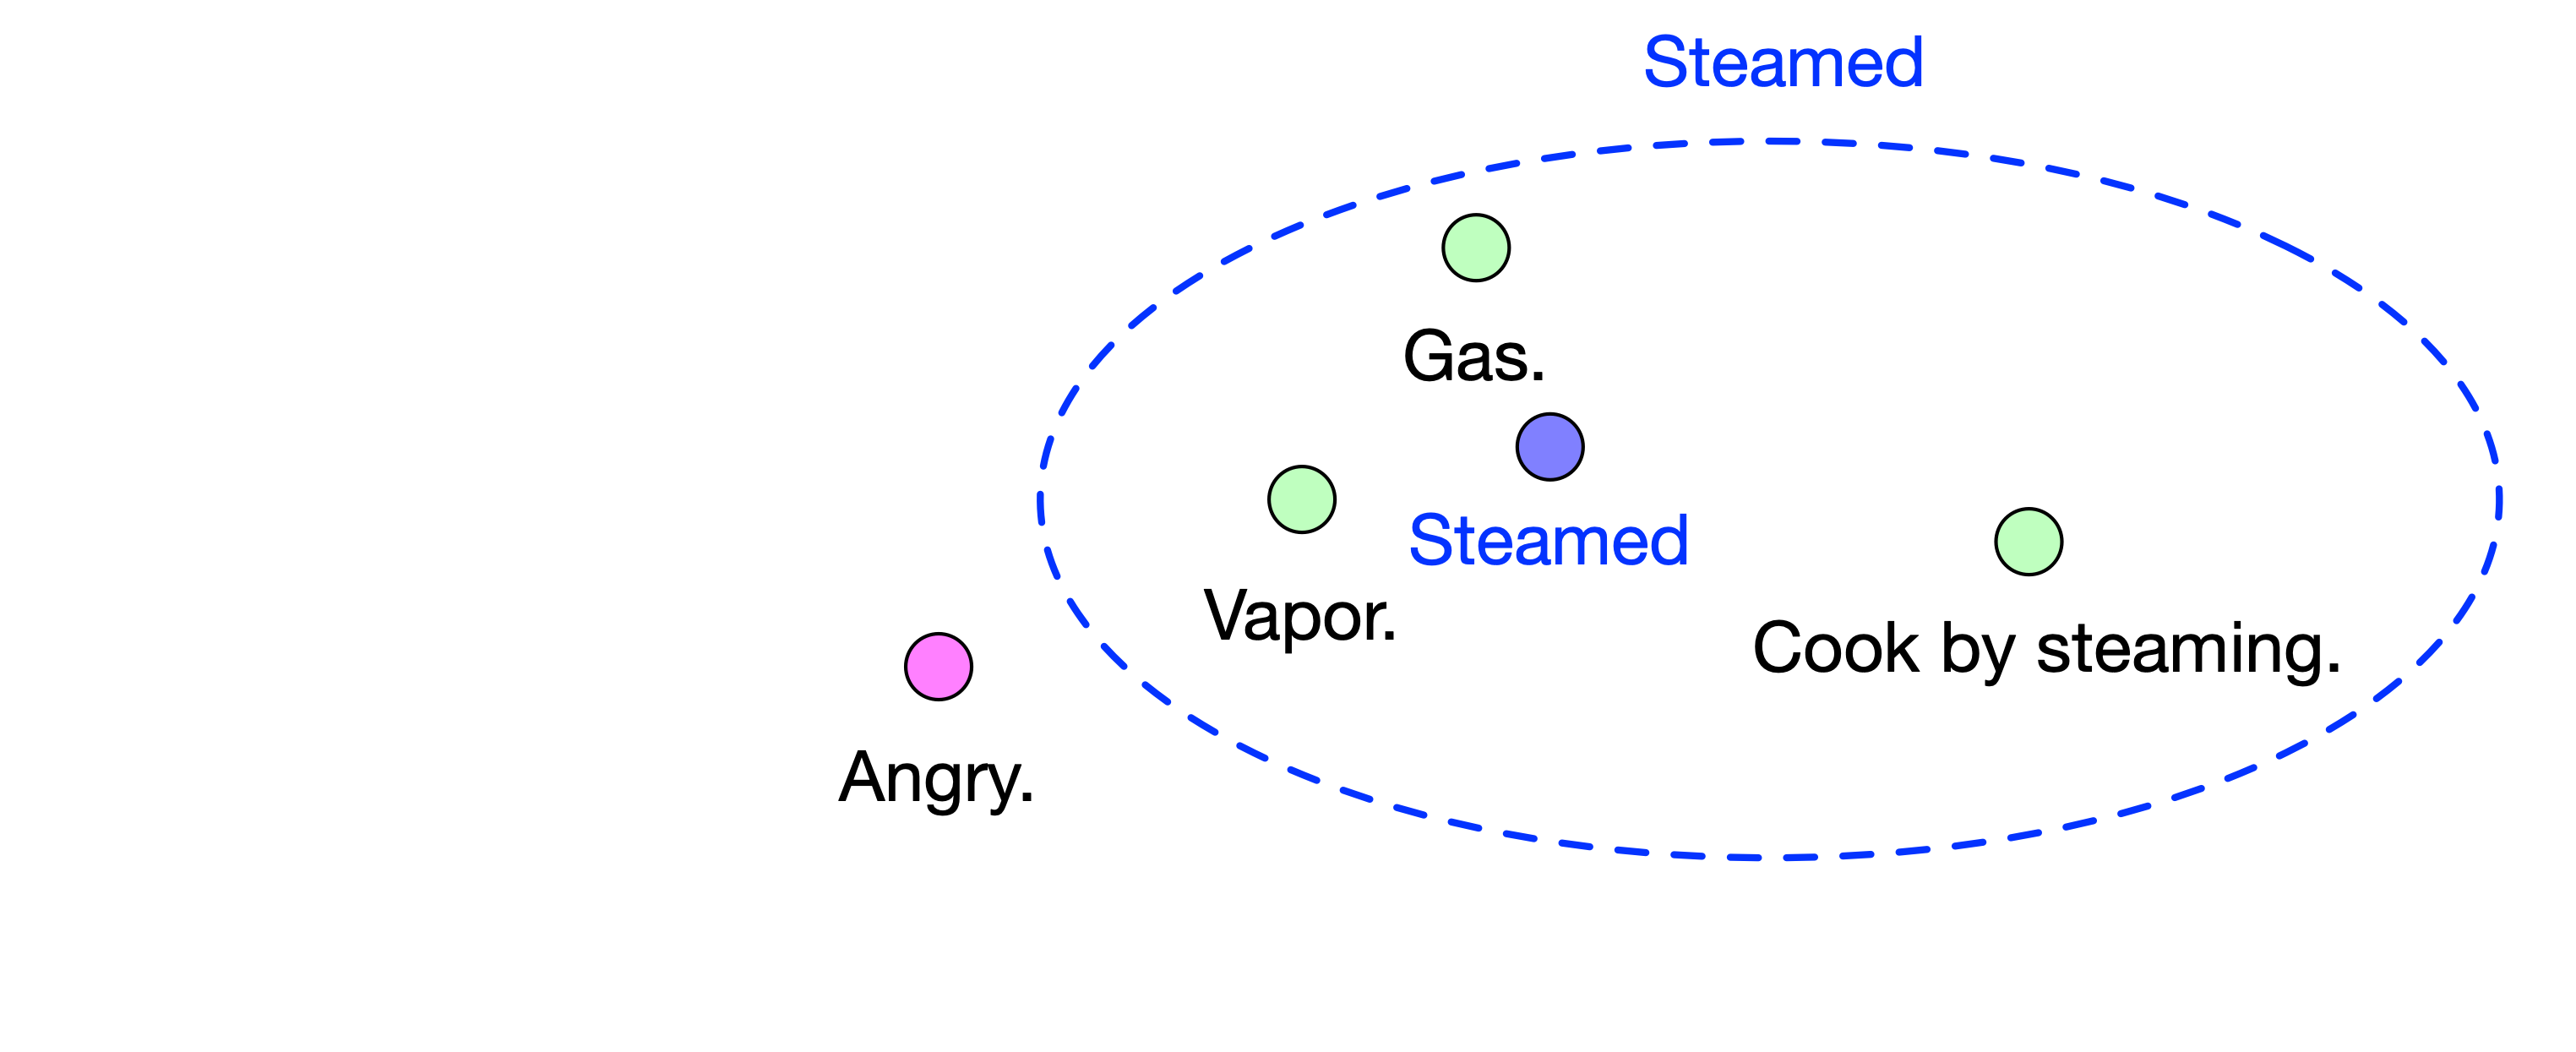 Steamed
Gas.
Steamed
Vapor.
Cook by steaming.
Angry.